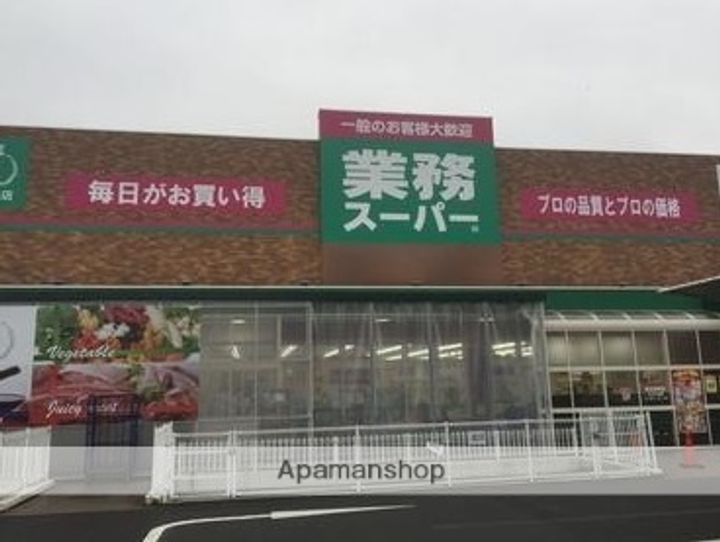 一般のお客様大歓迎
業務
スーパー
毎日がお買い得
プロの品質とプロの価格
店
Vegetable
Juicy meat
Apamanshop